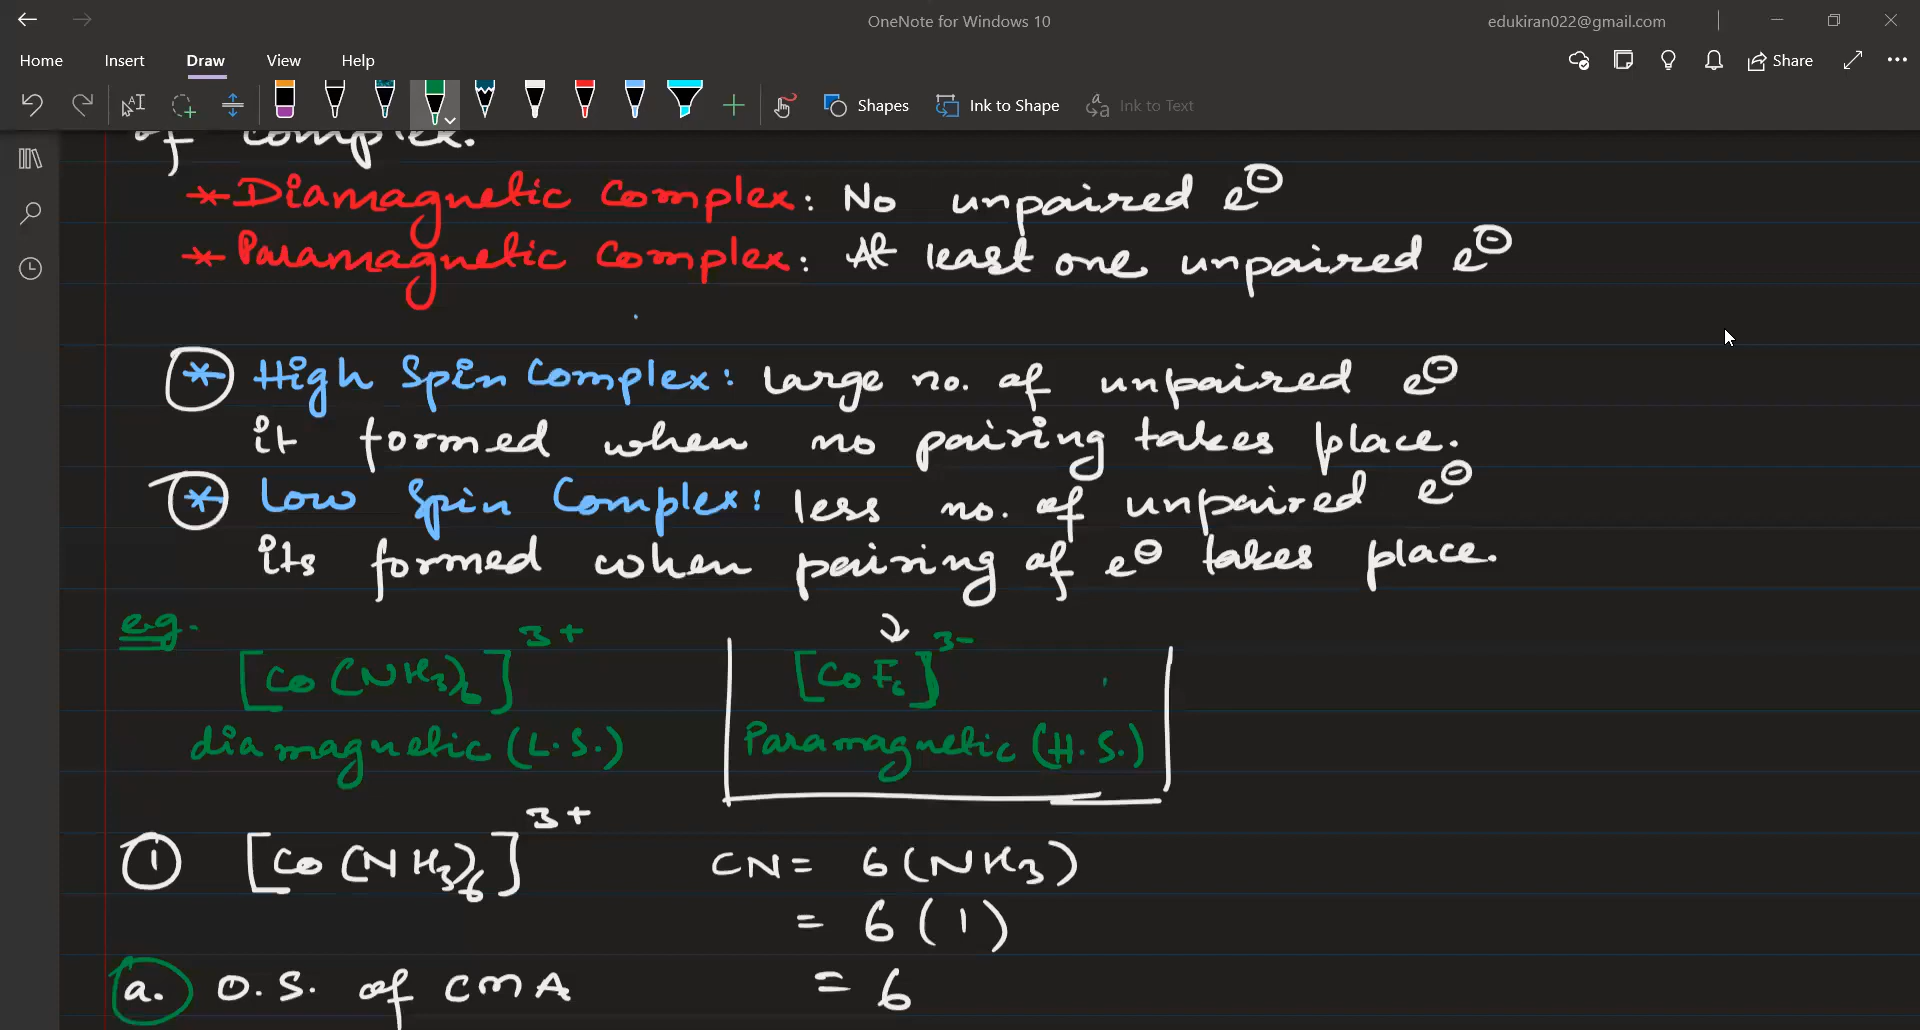 OneNote for Windows 10
edukiran022@gmail.com
Home Insert Draw View Help
Share
Shapes Ink to Shape Ink to Text
of complex.
* Diamagnetic Complex: No unpaired e⊖
* Paramagnetic Complex: At least one unpaired e⊖
* High Spin Complex: large no. of unpaired e⊖
it formed when no pairing takes place.
* Low Spin Complex: less no. of unpaired e⊖
its formed when pairing of e⊖ takes place.
e.g.
[Co(NH3)6]3+ [CoF6]3-
diamagnetic (L.S.) Paramagnetic (H.S.)
① [Co(NH3)6]3+ CN = 6(NH3)
= 6(1)
a. O.S. of CMA = 6